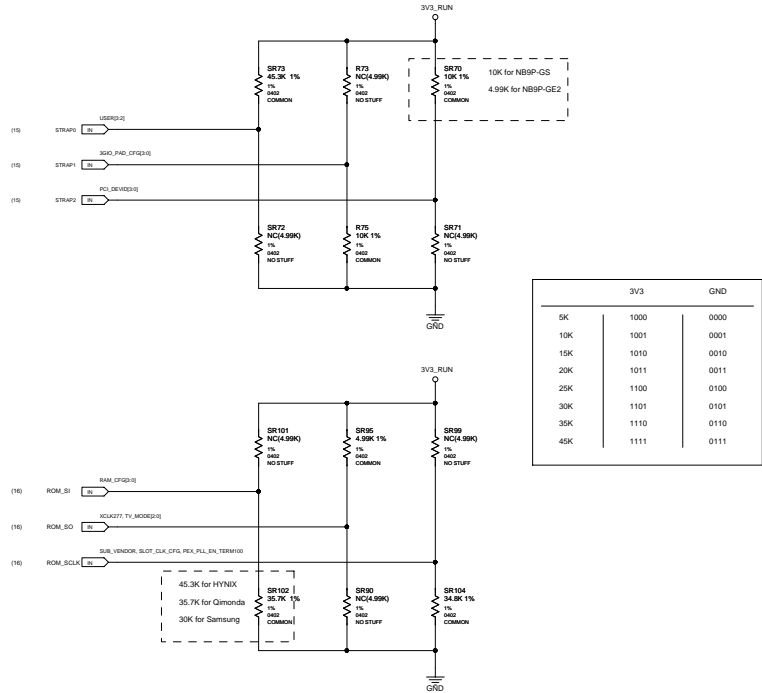 3V3_RUN
SR73
45.3K 1%
1%
0402
COMMON
R73
NC(4.99K)
1%
0402
NO STUFF
SR70
10K 1%
1%
0402
COMMON
10K for NB9P-GS
4.99K for NB9P-GE2
USER[3:2]
(15) STRAP0 IN
3GIO_PAD_CFG[3:0]
(15) STRAP1 IN
PCI_DEVID[3:0]
(15) STRAP2 IN
SR72
NC(4.99K)
1%
0402
NO STUFF
R75
10K 1%
1%
0402
COMMON
SR71
NC(4.99K)
1%
0402
NO STUFF
GND
3V3 GND
5K 1000 0000
10K 1001 0001
15K 1010 0010
20K 1011 0011
25K 1100 0100
30K 1101 0101
35K 1110 0110
45K 1111 0111
3V3_RUN
SR101
NC(4.99K)
1%
0402
NO STUFF
SR95
4.99K 1%
1%
0402
COMMON
SR99
NC(4.99K)
1%
0402
NO STUFF
RAM_CFG[3:0]
(16) ROM_SI IN
XCLK277, TV_MODE[2:0]
(16) ROM_SO IN
SUB_VENDOR, SLOT_CLK_CFG, PEX_PLL_EN_TERM100
(16) ROM_SCLK IN
45.3K for HYNIX
35.7K for Qimonda
30K for Samsung
SR102
35.7K 1%
1%
0402
COMMON
SR90
NC(4.99K)
1%
0402
NO STUFF
SR104
34.8K 1%
1%
0402
COMMON
GND